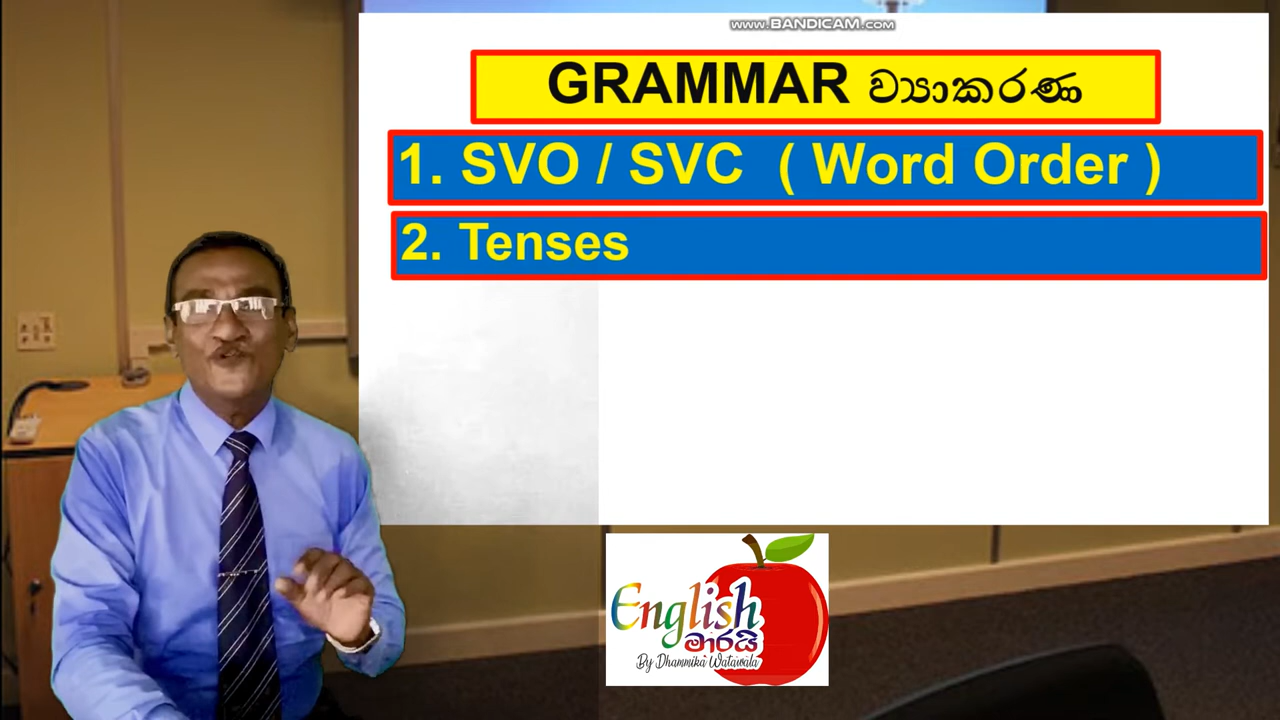 www.BANDICAM.com
GRAMMAR ව්‍යාකරණ
1. SVO / SVC ( Word Order )
2. Tenses
English
මාරයි
By Dhammika Watawala